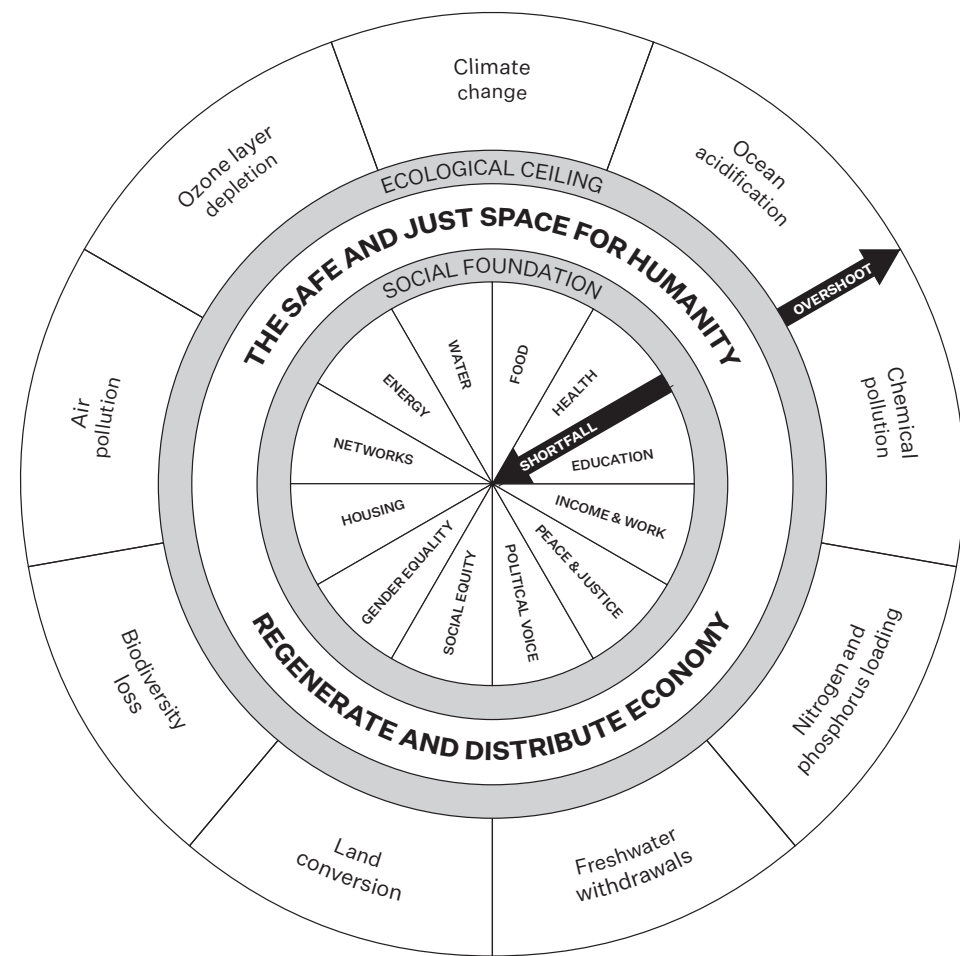 Climate
change
Ocean
acidification
Chemical
pollution
Nitrogen and
phosphorus loading
Freshwater
withdrawals
Land
conversion
Biodiversity
loss
Air
pollution
Ozone layer
depletion
OVERSHOOT
ECOLOGICAL CEILING
THE SAFE AND JUST SPACE FOR HUMANITY
SOCIAL FOUNDATION
FOOD
HEALTH
SHORTFALL
EDUCATION
INCOME & WORK
PEACE & JUSTICE
POLITICAL VOICE
SOCIAL EQUITY
GENDER EQUALITY
HOUSING
NETWORKS
ENERGY
WATER
REGENERATE AND DISTRIBUTE ECONOMY